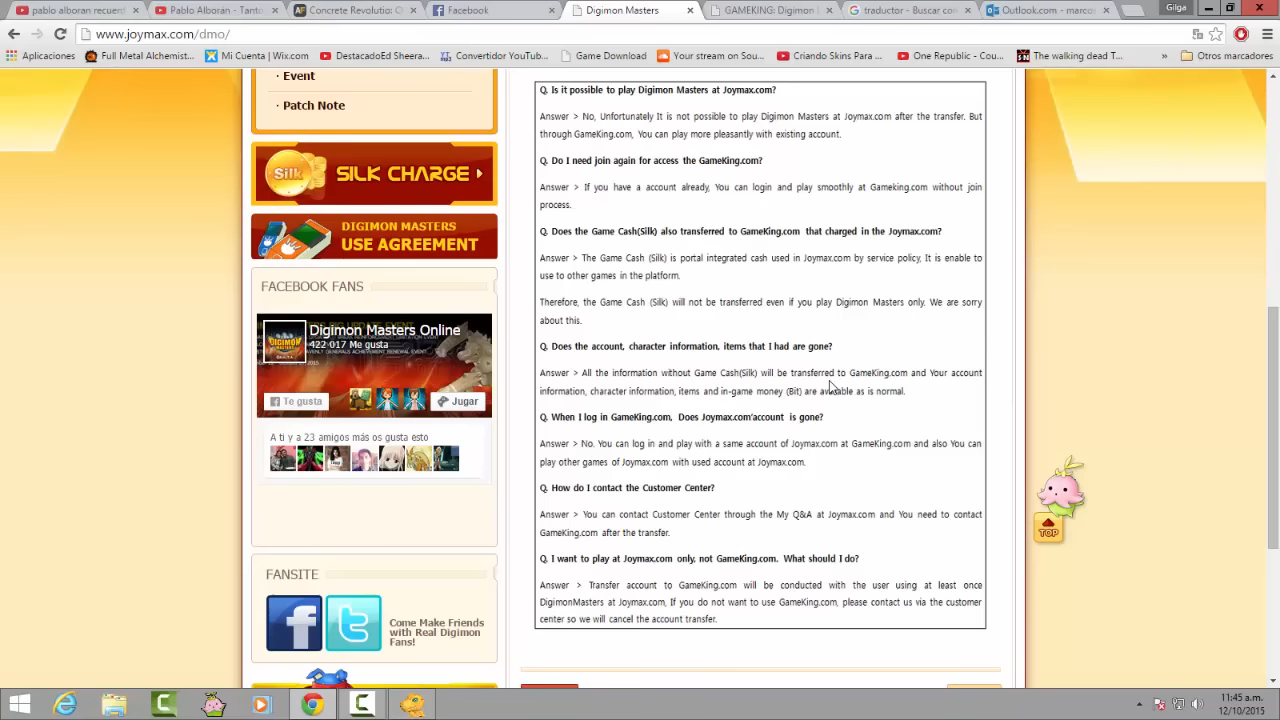 pablo alboran recuerd
Pablo Alboran - Tanto
Concrete Revolutio: Ch
Facebook
Digimon Masters
GAMEKING: Digimon
traductor - Buscar con
Outlook.com - marcos
Gilga
www.joymax.com/dmo/
Aplicaciones
Full Metal Alchemist...
Mi Cuenta | Wix.com
DestacadoED Sheera...
Convertidor YouTub...
Game Download
Your stream on Sou...
Criando Skins Para ...
One Republic - Coun...
The walking dead T...
»
Otros marcadores
· Event
· Patch Note
Silk
SILK CHARGE
DIGIMON MASTERS
USE AGREEMENT
FACEBOOK FANS
Digimon Masters Online
422 017 Me gusta
Te gusta
Jugar
A ti y a 23 amigos más os gusta esto
FANSITE
Come Make Friends
with Real Digimon
Fans!
Q. Is it possible to play Digimon Masters at Joymax.com?
Answer > No, Unfortunately It is not possible to play Digimon Masters at Joymax.com after the transfer. But
through GameKing.com, You can play more pleasantly with existing account.
Q. Do I need join again for access the GameKing.com?
Answer > If you have a account already, You can login and play smoothly at Gameking.com without join
process.
Q. Does the Game Cash(Silk) also transferred to GameKing.com that charged in the Joymax.com?
Answer > The Game Cash (Silk) is portal integrated cash used in Joymax.com by service policy, It is enable to
use to other games in the platform.
Therefore, the Game Cash (Silk) will not be transferred even if you play Digimon Masters only. We are sorry
about this.
Q. Does the account, character information, items that I had are gone?
Answer > All the information without Game Cash(Silk) will be transferred to GameKing.com and Your account
information, character information, items and in-game money (Bit) are available as is normal.
Q. When I log in GameKing.com, Does Joymax.com'account is gone?
Answer > No. You can log in and play with a same account of Joymax.com at GameKing.com and also You can
play other games of Joymax.com with used account at Joymax.com.
Q. How do I contact the Customer Center?
Answer > You can contact Customer Center through the My Q&A at Joymax.com and You need to contact
GameKing.com after the transfer.
Q. I want to play at Joymax.com only, not GameKing.com. What should I do?
Answer > Transfer account to GameKing.com will be conducted with the user using at least once
DigimonMasters at Joymax.com, If you do not want to use GameKing.com, please contact us via the customer
center so we will cancel the account transfer.
TOP
11:45 a.m.
12/10/2015